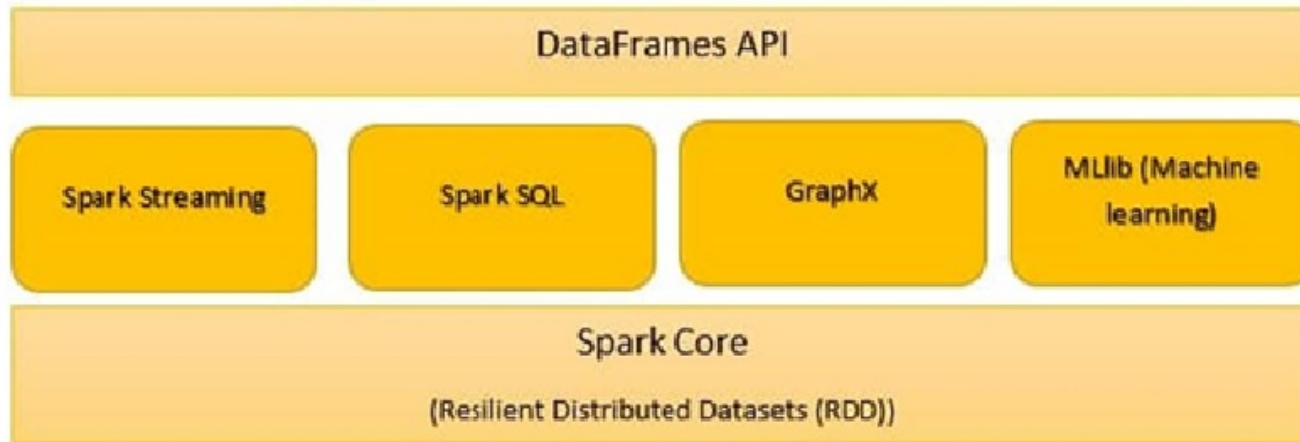 DataFrames API
Spark Streaming
Spark SQL
GraphX
MLlib (Machine
learning)
Spark Core
(Resilient Distributed Datasets (RDD))